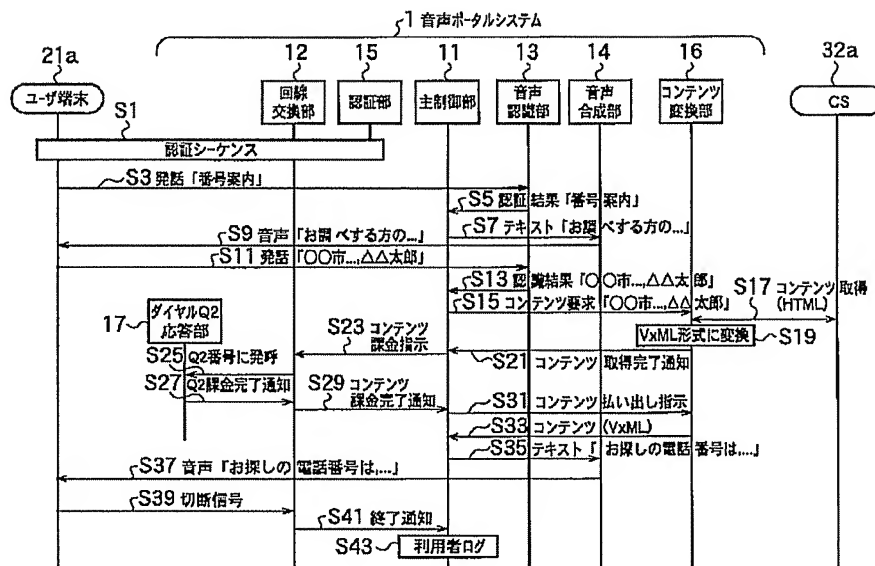 1 音声ポータルシステム
21a
12
15
11
13
14
16
32a
ユーザ端末
回線
交換部
認証部
主制御部
音声
認識部
音声
合成部
コンテンツ
変換部
CS
S1
認証シーケンス
S3 発話「番号案内」
S5 認証結果「番号案内」
S7 テキスト「お調べする方の...」
S9 音声「お調べする方の...」
S11 発話「〇〇市...,△△太郎」
S13 認識結果「〇〇市...,△△太郎」
S15 コンテンツ要求「〇〇市...,△△太郎」
S17 コンテンツ取得
(HTML)
VxML形式に変換
S19
ダイヤルQ2
応答部
17
S23 コンテンツ
課金指示
S21 コンテンツ取得完了通知
S25 Q2番号に発呼
S27 Q2課金完了通知
S29 コンテンツ
課金完了通知
S31 コンテンツ払い出し指示
S33 コンテンツ(VxML)
S35 テキスト『お探しの電話番号は,....』
S37 音声『お探しの電話番号は,....』
S39 切断信号
S41 終了通知
S43
利用者ログ